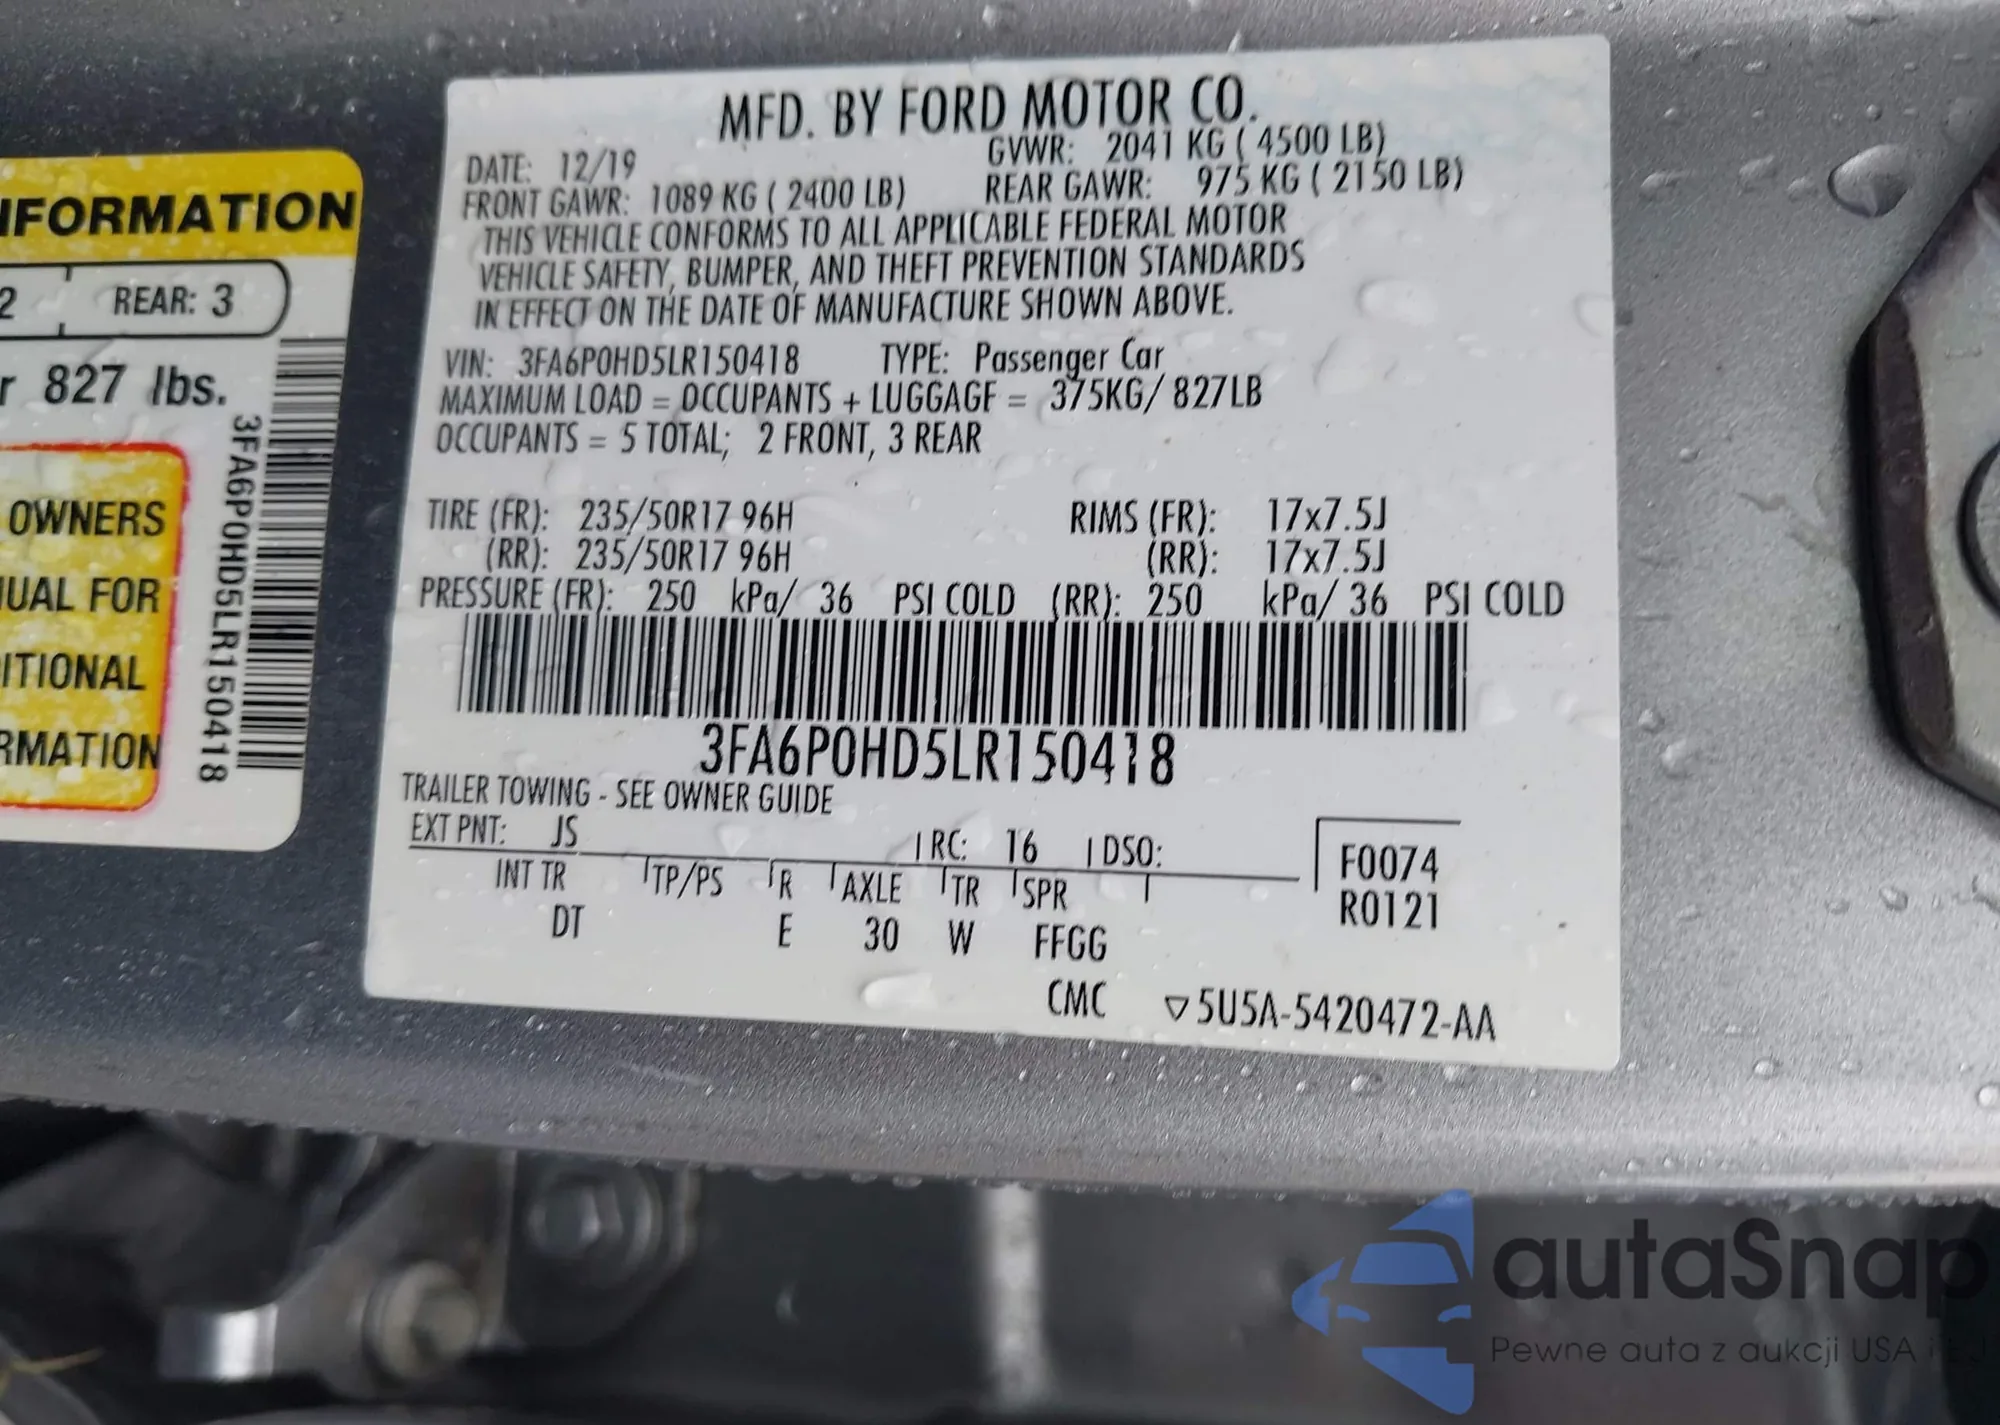 MFD. BY FORD MOTOR CO.
DATE: 12/19 GVWR: 2041 KG ( 4500 LB)
FRONT GAWR: 1089 KG ( 2400 LB) REAR GAWR: 975 KG ( 2150 LB)
THIS VEHICLE CONFORMS TO ALL APPLICABLE FEDERAL MOTOR
VEHICLE SAFETY, BUMPER, AND THEFT PREVENTION STANDARDS
IN EFFECT ON THE DATE OF MANUFACTURE SHOWN ABOVE.
VIN: 3FA6P0HD5LR150418 TYPE: Passenger Car
MAXIMUM LOAD = OCCUPANTS + LUGGAGE = 375KG/ 827LB
OCCUPANTS = 5 TOTAL; 2 FRONT, 3 REAR
TIRE (FR): 235/50R17 96H RIMS (FR): 17x7.5J
(RR): 235/50R17 96H (RR): 17x7.5J
PRESSURE (FR): 250 kPa/ 36 PSI COLD (RR): 250 kPa/ 36 PSI COLD
3FA6P0HD5LR150418
TRAILER TOWING - SEE OWNER GUIDE
EXT PNT: JS RC: 16 DSO:
INT TR TP/PS R AXLE TR SPR
DT E 30 W FFGG
F0074
R0121
CMC ▽5U5A-5420472-AA
REAR: 3
827 lbs.
3FA6P0HD5LR150418
OWNERS
FOR
autaSnap
Pewne auta z aukcji USA i